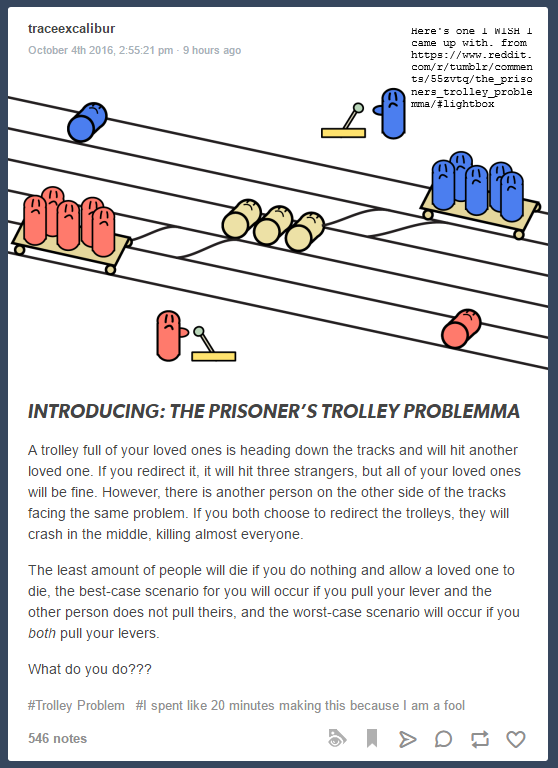 traceexcalibur
October 4th 2016, 2:55:21 pm · 9 hours ago
Here's one I WISH I
came up with. from
https://www.reddit.
com/r/tumblr/commen
ts/55zvtq/the_priso
ners_trolley_proble
mma/#lightbox
INTRODUCING: THE PRISONER'S TROLLEY PROBLEMMA
A trolley full of your loved ones is heading down the tracks and will hit another
loved one. If you redirect it, it will hit three strangers, but all of your loved ones
will be fine. However, there is another person on the other side of the tracks
facing the same problem. If you both choose to redirect the trolleys, they will
crash in the middle, killing almost everyone.
The least amount of people will die if you do nothing and allow a loved one to
die, the best-case scenario for you will occur if you pull your lever and the
other person does not pull theirs, and the worst-case scenario will occur if you
both pull your levers.
What do you do???
#Trolley Problem #I spent like 20 minutes making this because I am a fool
546 notes